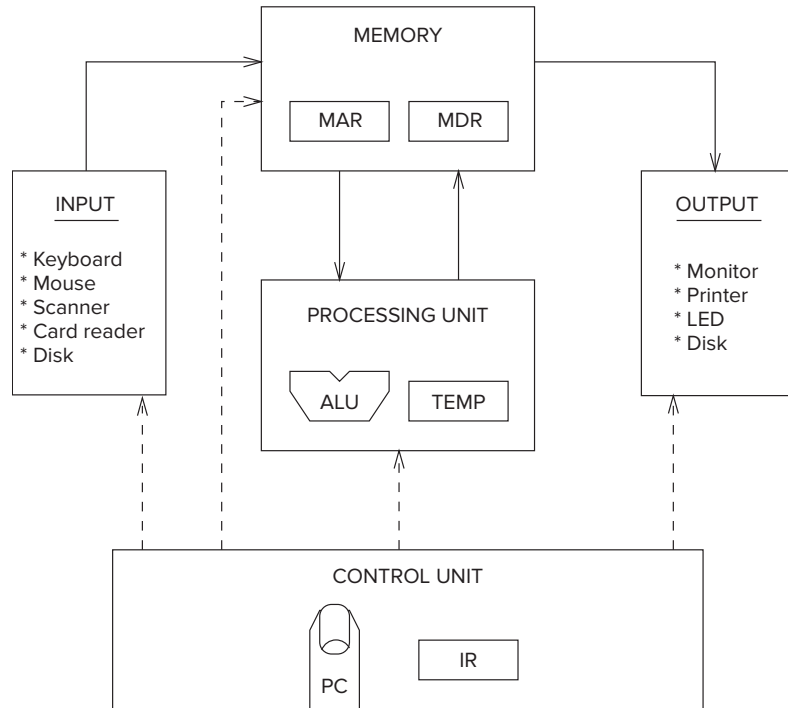 MEMORY
MAR
MDR
INPUT
* Keyboard
* Mouse
* Scanner
* Card reader
* Disk
OUTPUT
* Monitor
* Printer
* LED
* Disk
PROCESSING UNIT
ALU
TEMP
CONTROL UNIT
IR
PC